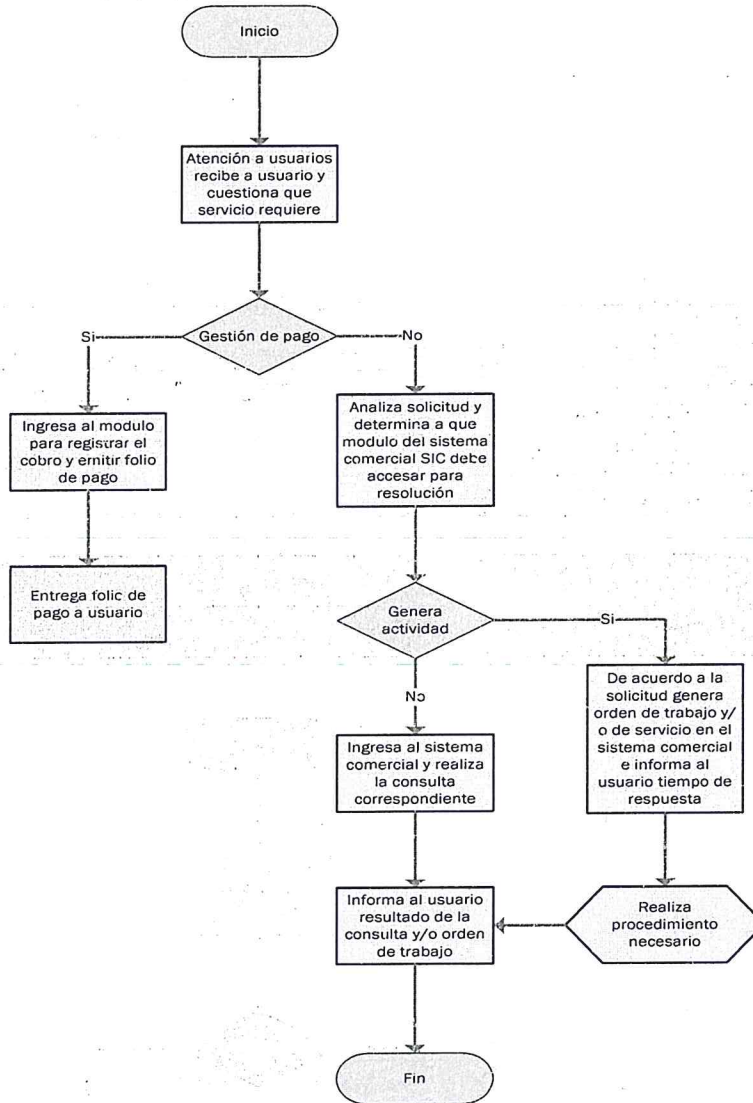 Inicio
Atención a usuarios
recibe a usuario y
cuestiona que
servicio requiere
Gestión de pago
Si
No
Ingresa al modulo
para registrar el
cobro y emitir folio
de pago
Analiza solicitud y
determina a que
modulo del sistema
comercial SIC debe
accesar para
resolución
Entrega folio de
pago a usuario
Genera
actividad
Si
No
De acuerdo a la
solicitud genera
orden de trabajo y/
o de servicio en el
sistema comercial
e informa al
usuario tiempo de
respuesta
Ingresa al sistema
comercial y realiza
la consulta
correspondiente
Informa al usuario
resultado de la
consulta y/o orden
de trabajo
Realiza
procedimiento
necesario
Fin